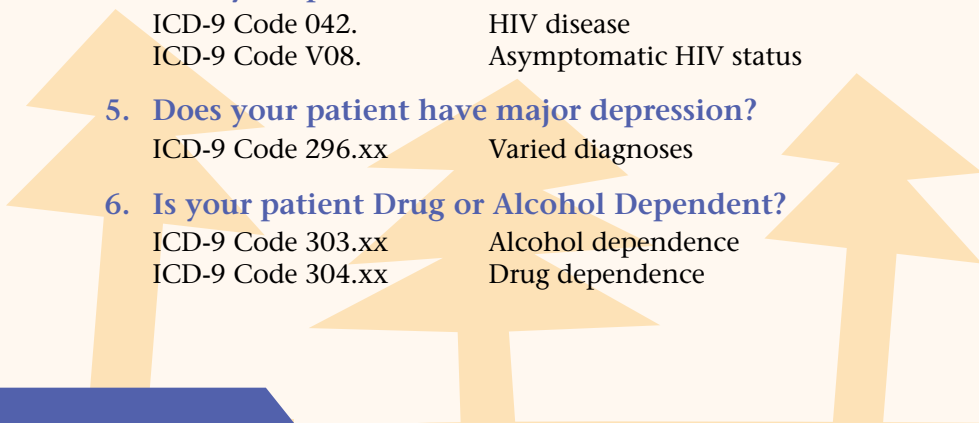 ICD-9 Code 042. HIV disease
ICD-9 Code V08. Asymptomatic HIV status
5. Does your patient have major depression?
ICD-9 Code 296.xx Varied diagnoses
6. Is your patient Drug or Alcohol Dependent?
ICD-9 Code 303.xx Alcohol dependence
ICD-9 Code 304.xx Drug dependence